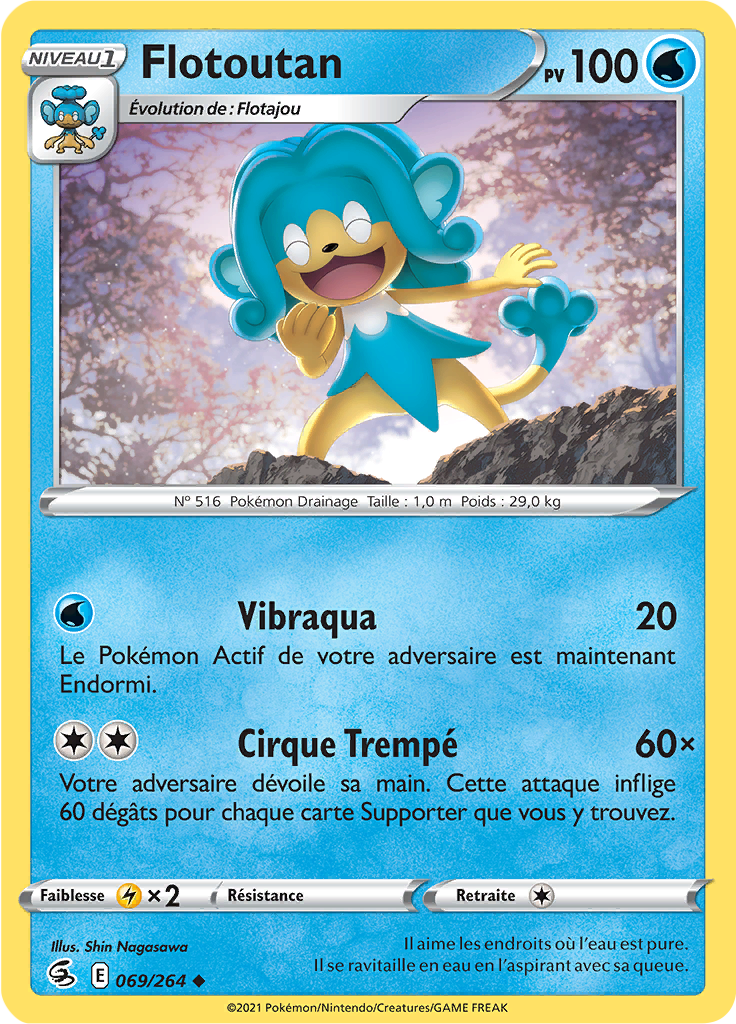 NIVEAU 1
Flotoutan
PV 100
Évolution de : Flotajou
Nº 516 Pokémon Drainage Taille : 1,0 m Poids : 29,0 kg
Vibraqua 20
Le Pokémon Actif de votre adversaire est maintenant
Endormi.
Cirque Trempé 60×
Votre adversaire dévoile sa main. Cette attaque inflige
60 dégâts pour chaque carte Supporter que vous y trouvez.
Faiblesse ×2 Résistance Retraite
Illus. Shin Nagasawa
Il aime les endroits où l'eau est pure.
Il se ravitaille en eau en l'aspirant avec sa queue.
E 069/264
©2021 Pokémon/Nintendo/Creatures/GAME FREAK